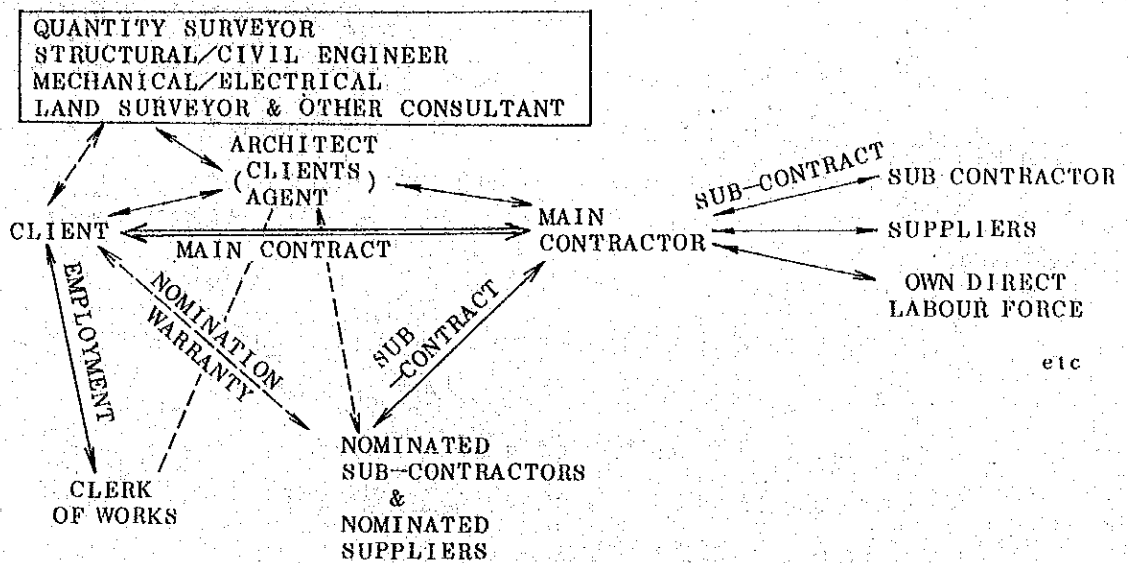 QUANTITY SURVEYOR
STRUCTURAL/CIVIL ENGINEER
MECHANICAL/ELECTRICAL
LAND SURVEYOR & OTHER CONSULTANT
ARCHITECT
(CLIENTS
AGENT)
CLIENT
MAIN CONTRACT
MAIN
CONTRACTOR
SUB-CONTRACT
SUB CONTRACTOR
SUPPLIERS
OWN DIRECT
LABOUR FORCE
etc
EMPLOYMENT
NOMINATION
WARRANTY
SUB
-CONTRACT
CLERK
OF WORKS
NOMINATED
SUB-CONTRACTORS
&
NOMINATED
SUPPLIERS